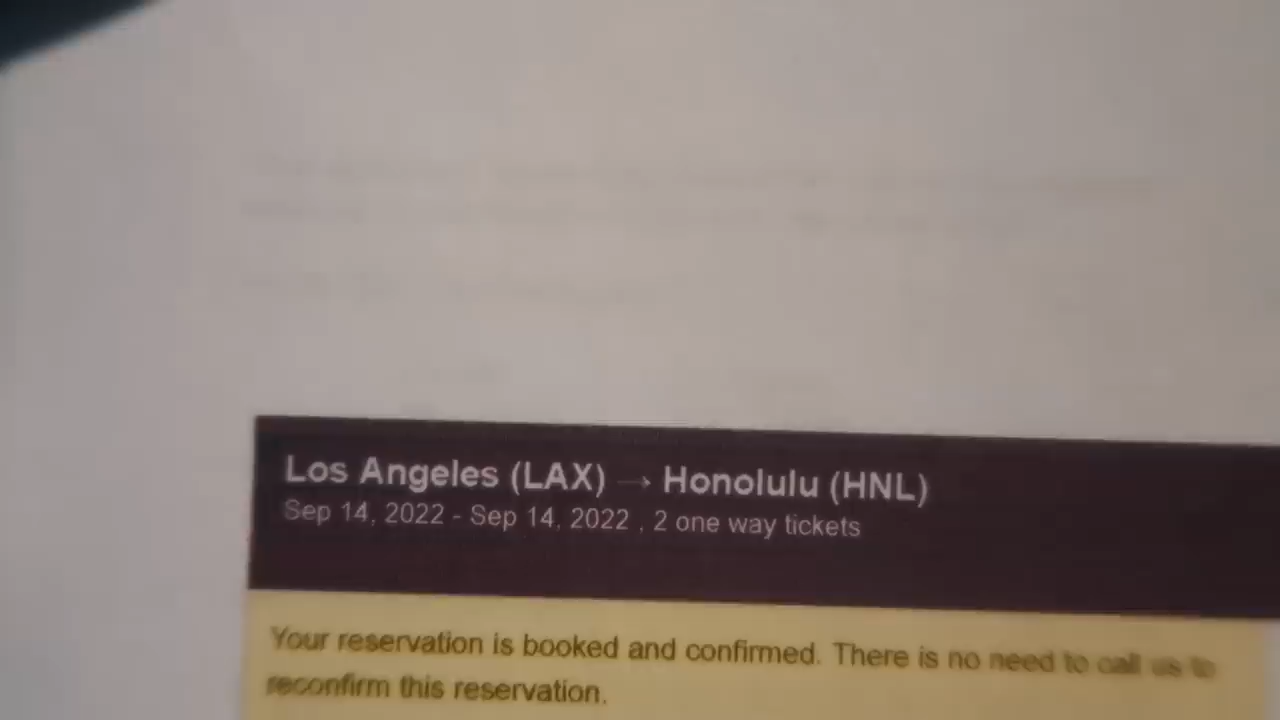 Los Angeles (LAX) → Honolulu (HNL)
Sep 14, 2022 - Sep 14, 2022 , 2 one way tickets
Your reservation is booked and confirmed. There is no need to call us to
reconfirm this reservation.